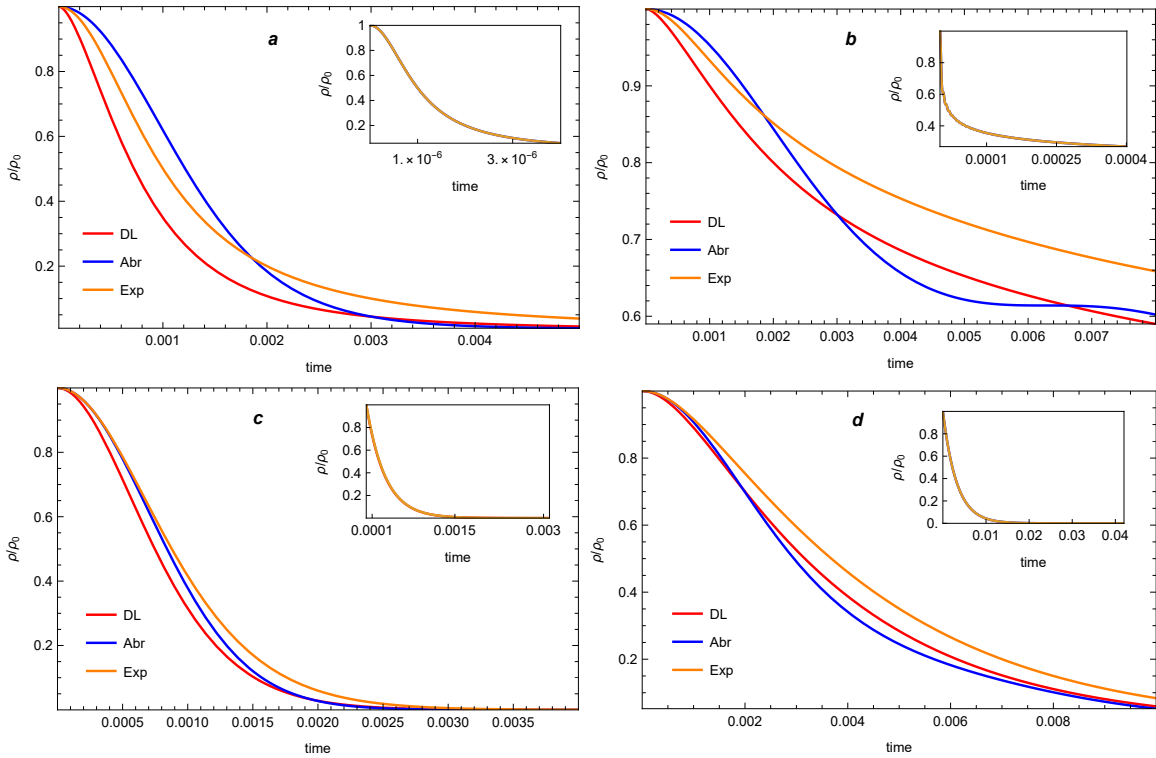 a
ρ/ρ0
0.8
0.6
0.4
0.2
0.001
0.002
0.003
0.004
time
DL
Abr
Exp
ρ/ρ0
1
0.8
0.6
0.4
0.2
1. × 10⁻⁶
3. × 10⁻⁶
time
b
ρ/ρ0
0.9
0.8
0.7
0.6
0.001
0.002
0.003
0.004
0.005
0.006
0.007
time
DL
Abr
Exp
ρ/ρ0
0.8
0.6
0.4
0.0001
0.00025
0.0004
time
c
ρ/ρ0
0.8
0.6
0.4
0.2
0.0005
0.0010
0.0015
0.0020
0.0025
0.0030
0.0035
time
DL
Abr
Exp
ρ/ρ0
0.8
0.6
0.4
0.2
0.0001
0.0015
0.003
time
d
ρ/ρ0
0.8
0.6
0.4
0.2
0.002
0.004
0.006
0.008
time
DL
Abr
Exp
ρ/ρ0
0.8
0.6
0.4
0.2
0.
0.01
0.02
0.03
0.04
time